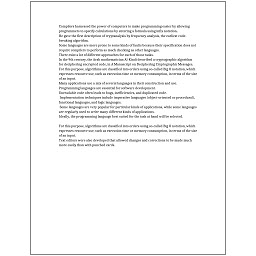 Compilers harnessed the power of computers to make programming easier by allowing
programmers to specify calculations by entering a formula using infix notation.
He gave the first description of cryptanalysis by frequency analysis, the earliest code-
breaking algorithm.
Some languages are more prone to some kinds of faults because their specification does not
require compilers to perform as much checking as other languages.
There exist a lot of different approaches for each of those tasks.
In the 9th century, the Arab mathematician Al-Kindi described a cryptographic algorithm
for deciphering encrypted code, in A Manuscript on Deciphering Cryptographic Messages.
For this purpose, algorithms are classified into orders using so-called Big O notation, which
expresses resource use, such as execution time or memory consumption, in terms of the size
of an input.
Many applications use a mix of several languages in their construction and use.
Programming languages are essential for software development.
Unreadable code often leads to bugs, inefficiencies, and duplicated code.
Implementation techniques include imperative languages (object-oriented or procedural),
functional languages, and logic languages.
Some languages are very popular for particular kinds of applications, while some languages
are regularly used to write many different kinds of applications.
Ideally, the programming language best suited for the task at hand will be selected.

For this purpose, algorithms are classified into orders using so-called Big O notation, which
expresses resource use, such as execution time or memory consumption, in terms of the size
of an input.
Text editors were also developed that allowed changes and corrections to be made much
more easily than with punched cards.